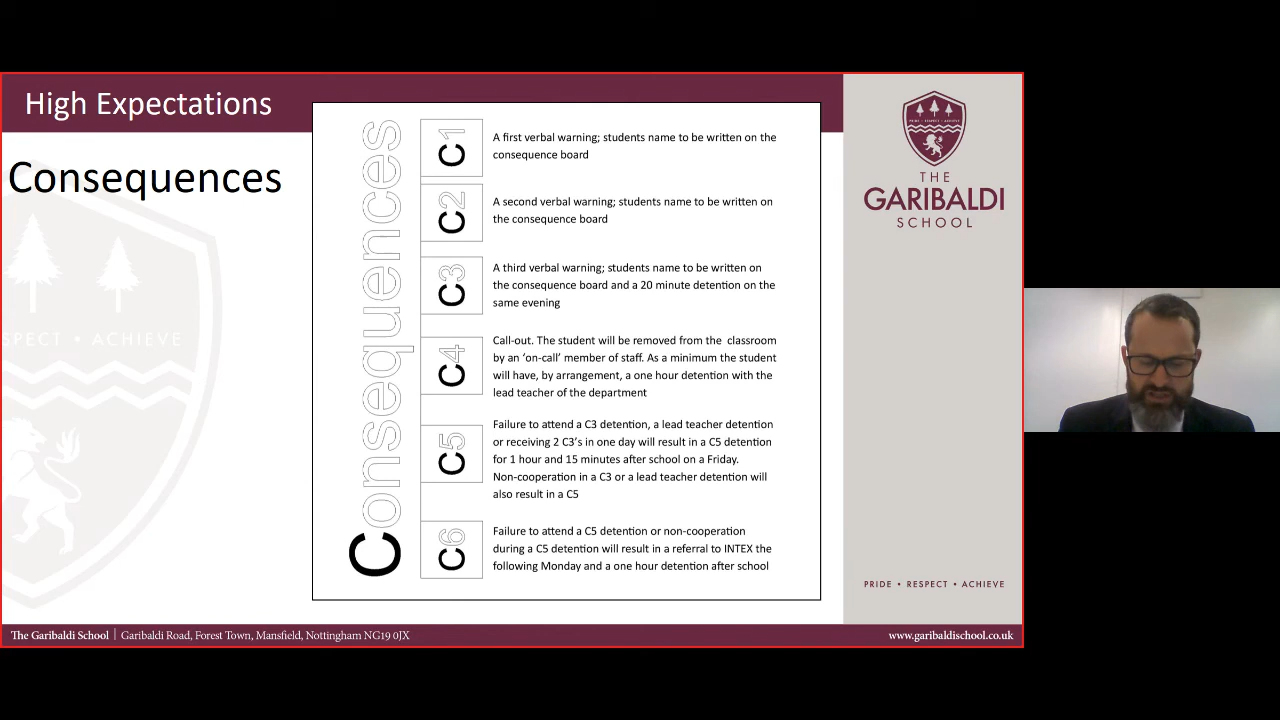 High Expectations
Consequences
Consequences
C1
A first verbal warning; students name to be written on the
consequence board
C2
A second verbal warning; students name to be written on
the consequence board
C3
A third verbal warning; students name to be written on
the consequence board and a 20 minute detention on the
same evening
C4
Call-out. The student will be removed from the classroom
by an ‘on-call’ member of staff. As a minimum the student
will have, by arrangement, a one hour detention with the
lead teacher of the department
C5
Failure to attend a C3 detention, a lead teacher detention
or receiving 2 C3’s in one day will result in a C5 detention
for 1 hour and 15 minutes after school on a Friday.
Non-cooperation in a C3 or a lead teacher detention will
also result in a C5
C6
Failure to attend a C5 detention or non-cooperation
during a C5 detention will result in a referral to INTEX the
following Monday and a one hour detention after school
PRIDE • RESPECT • ACHIEVE
THE
GARIBALDI
SCHOOL
SPECT • ACHIEVE
PRIDE • RESPECT • ACHIEVE
The Garibaldi School | Garibaldi Road, Forest Town, Mansfield, Nottingham NG19 0JX
www.garibaldischool.co.uk